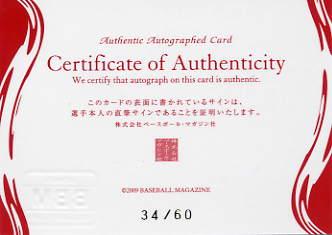 Authentic Autographed Card
Certificate of Authenticity
We certify that autograph on this card is authentic.
このカードの表面に書かれているサインは、
選手本人の直筆サインであることを証明いたします。
株式会社ベースボール・マガジン社
©2009 BASEBALL MAGAZINE
BBM
34/60